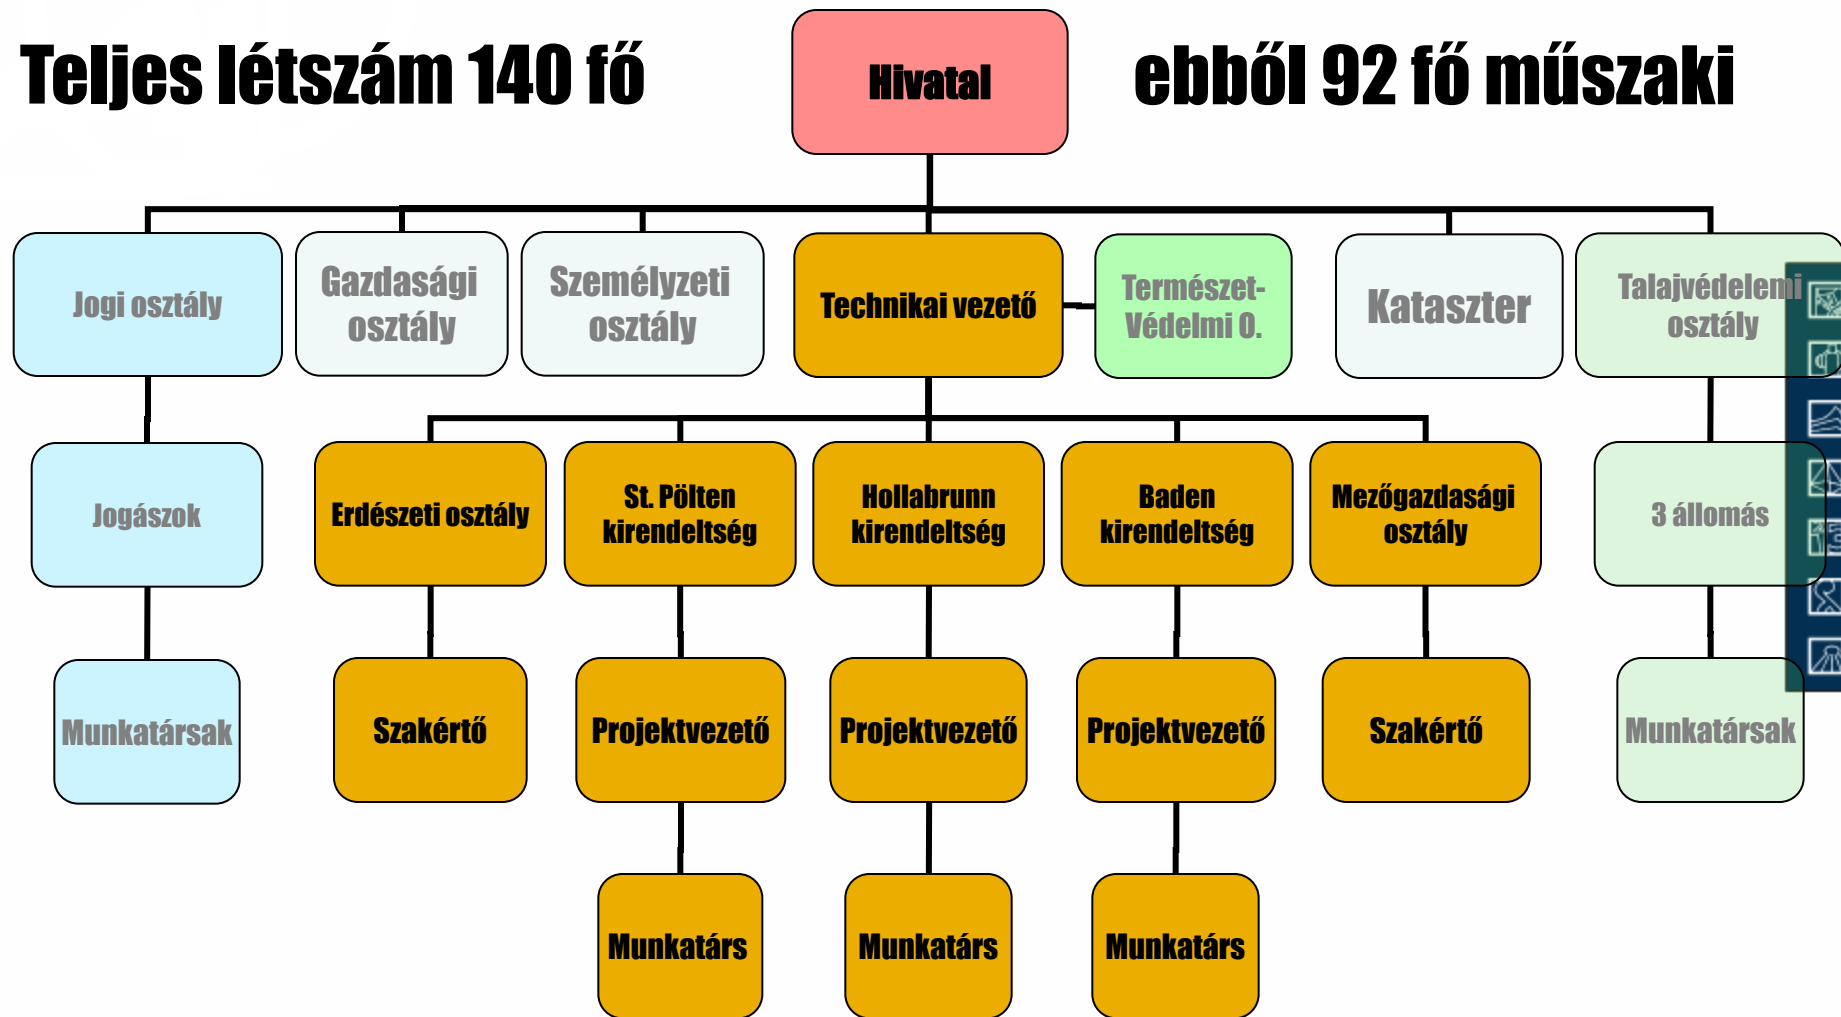 Teljes létszám 140 fő
Hivatal
ebből 92 fő műszaki
Jogi osztály
Gazdasági
osztály
Személyzeti
osztály
Technikai vezető
Természet-
Védelmi O.
Kataszter
Talajvédelemi
osztály
Jogászok
Erdészeti osztály
St. Pölten
kirendeltség
Hollabrunn
kirendeltség
Baden
kirendeltség
Mezőgazdasági
osztály
3 állomás
Munkatársak
Szakértő
Projektvezető
Projektvezető
Projektvezető
Szakértő
Munkatársak
Munkatárs
Munkatárs
Munkatárs